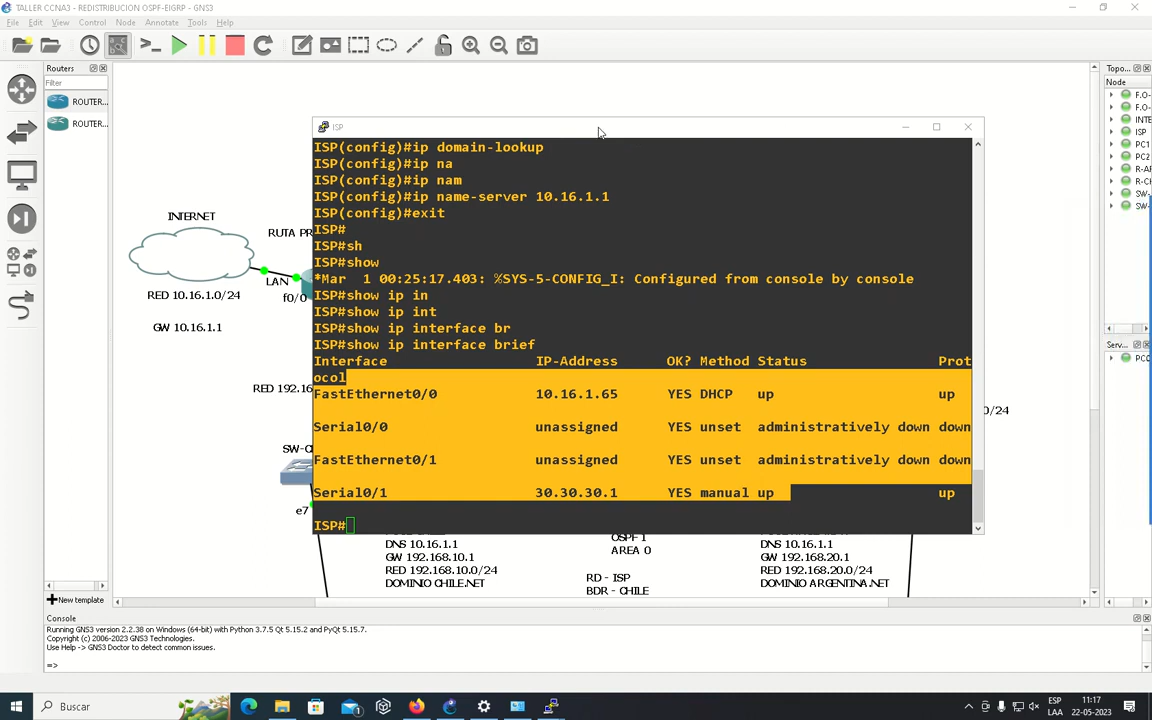 TALLER CCNA3 - REDISTRIBUCION OSPF-EIGRP - GNS3
File Edit View Control Node Annotate Tools Help
Routers
Filter
ROUTER...
ROUTER...
New template
INTERNET
RUTA PR
LAN
f0/0
RED 10.16.1.0/24
GW 10.16.1.1
RED 192.16
0/24
SW-C
e7
ISP
ISP(config)#ip domain-lookup
ISP(config)#ip na
ISP(config)#ip nam
ISP(config)#ip name-server 10.16.1.1
ISP(config)#exit
ISP#
ISP#sh
ISP#show
*Mar  1 00:25:17.403: %SYS-5-CONFIG_I: Configured from console by console
ISP#show ip in
ISP#show ip int
ISP#show ip interface br
ISP#show ip interface brief
Interface IP-Address OK? Method Status Prot
ocol
FastEthernet0/0 10.16.1.65 YES DHCP up up
Serial0/0 unassigned YES unset administratively down down
FastEthernet0/1 unassigned YES unset administratively down down
Serial0/1 30.30.30.1 YES manual up up
ISP#
DNS 10.16.1.1
GW 192.168.10.1
RED 192.168.10.0/24
DOMINIO CHILE.NET
OSPF 1
AREA 0
RD - ISP
BDR - CHILE
DNS 10.16.1.1
GW 192.168.20.1
RED 192.168.20.0/24
DOMINIO ARGENTINA.NET
Topo...
Node
F.O-
F.O-
INTE
ISP
PC1
PC2
R-AR
R-CH
SW-
SW-
Serv...
PCC
Console
Running GNS3 version 2.2.38 on Windows (64-bit) with Python 3.7.5 Qt 5.15.2 and PyQt 5.15.7.
Copyright (c) 2006-2023 GNS3 Technologies.
Use Help -> GNS3 Doctor to detect common issues.
=>
Buscar
ESP
LAA
11:17
22-05-2023